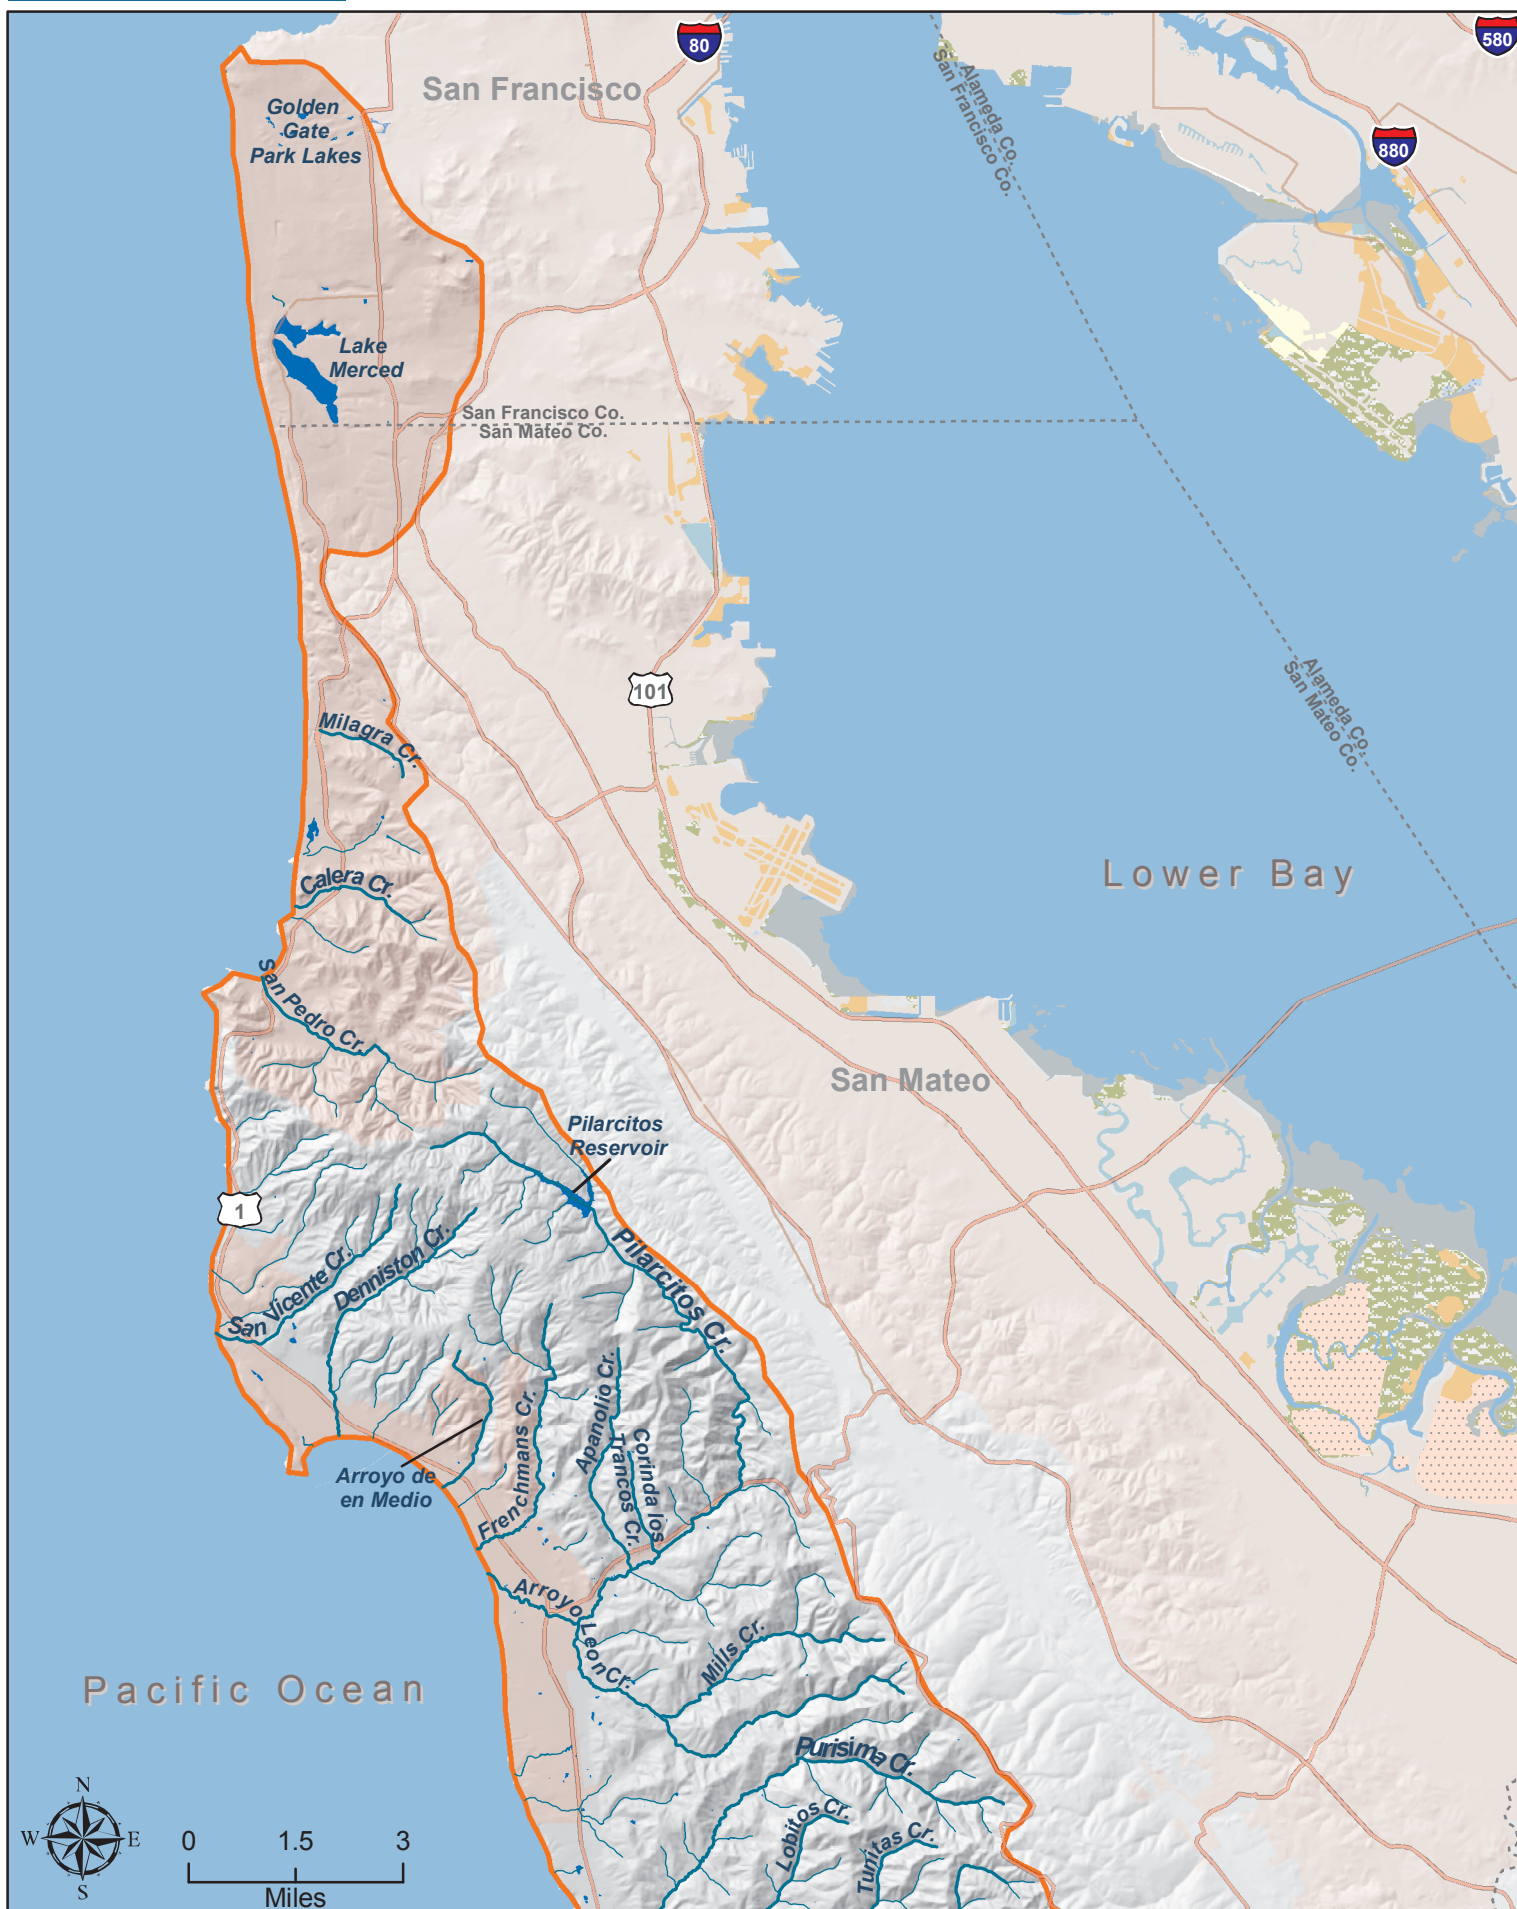 80
580
San Francisco
Alameda Co.
San Francisco Co.
Golden
Gate
Park Lakes
880
Lake
Merced
San Francisco Co.
San Mateo Co.
Alameda Co.
San Mateo Co.
101
Milagra Cr.
Lower Bay
Calera Cr.
San Pedro Cr.
San Mateo
Pilarcitos
Reservoir
1
Pilarcitos Cr.
San Vicente Cr.
Denniston Cr.
Apanolio Cr.
Corinda los
Trancos Cr.
Frenchmans Cr.
Arroyo de
en Medio
Arroyo Leon Cr.
Mills Cr.
Pacific Ocean
Purisima Cr.
Lobitos Cr.
Tunitas Cr.
N
W E
S
0 1.5 3
Miles